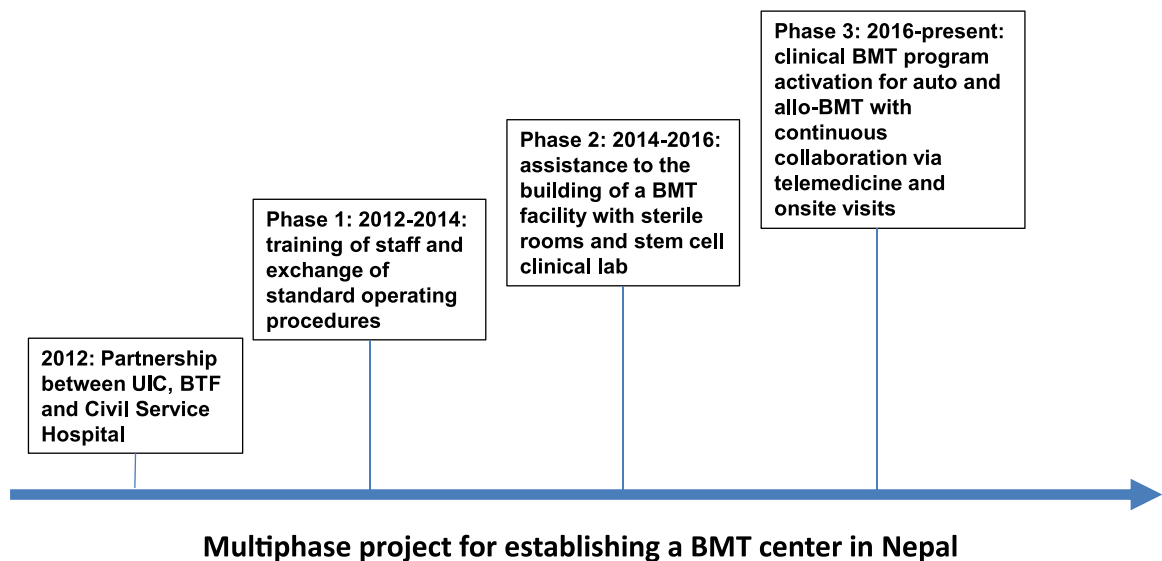 2012: Partnership
between UIC, BTF
and Civil Service
Hospital
Phase 1: 2012-2014:
training of staff and
exchange of
standard operating
procedures
Phase 2: 2014-2016:
assistance to the
building of a BMT
facility with sterile
rooms and stem cell
clinical lab
Phase 3: 2016-present:
clinical BMT program
activation for auto and
allo-BMT with
continuous
collaboration via
telemedicine and
onsite visits
Multiphase project for establishing a BMT center in Nepal